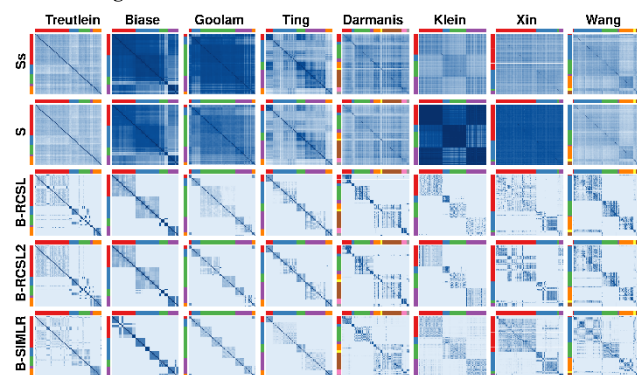 Treutlein Biase Goolam Ting Darmanis Klein Xin Wang
Ss
S
B-RCSL
B-RCSL2
B-SIMLR